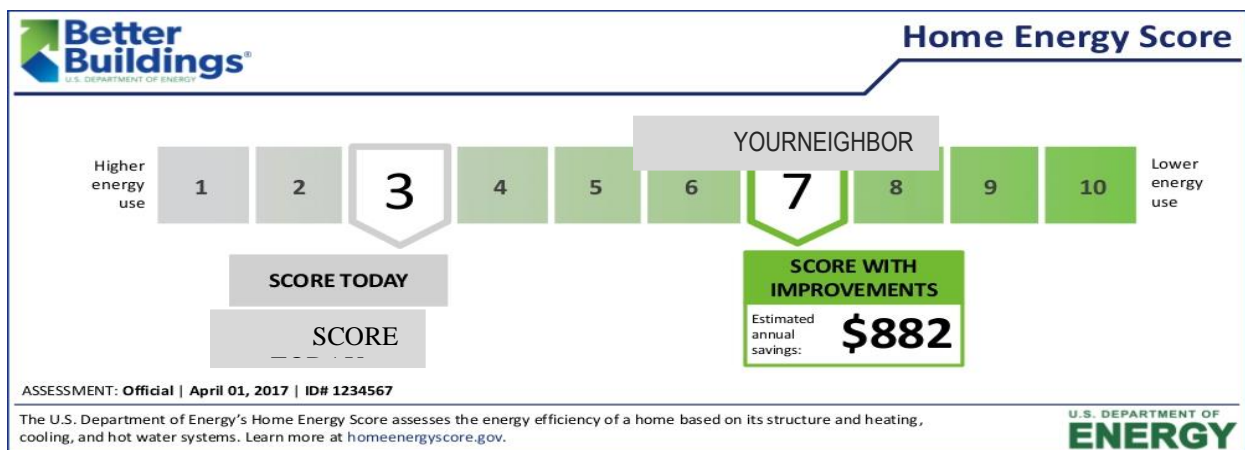 Better
Buildings®
U.S. DEPARTMENT OF ENERGY
Home Energy Score
YOURNEIGHBOR
Higher
energy
use
1 2 3 4 5 6 7 8 9 10
Lower
energy
use
SCORE TODAY
SCORE
SCORE WITH
IMPROVEMENTS
Estimated
annual
savings:
$882
ASSESSMENT: Official | April 01, 2017 | ID# 1234567
The U.S. Department of Energy's Home Energy Score assesses the energy efficiency of a home based on its structure and heating,
cooling, and hot water systems. Learn more at homeenergyscore.gov.
U.S. DEPARTMENT OF
ENERGY